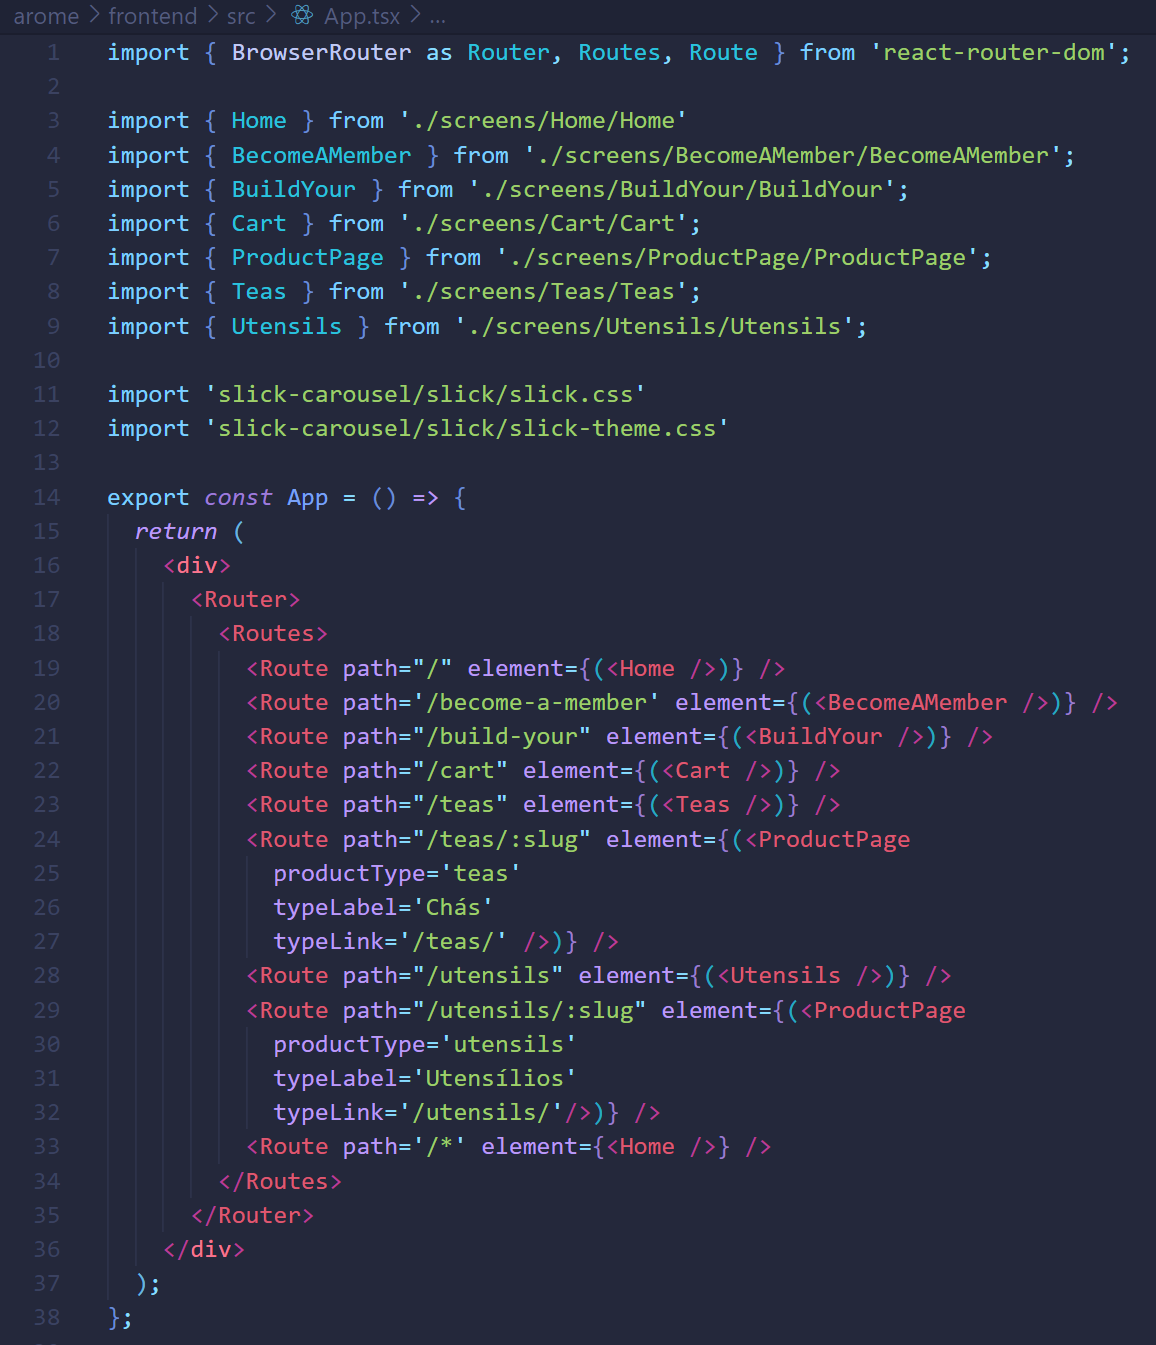 arome > frontend > src > App.tsx > ...
1 import { BrowserRouter as Router, Routes, Route } from 'react-router-dom';
2
3 import { Home } from './screens/Home/Home'
4 import { BecomeAMember } from './screens/BecomeAMember/BecomeAMember';
5 import { BuildYour } from './screens/BuildYour/BuildYour';
6 import { Cart } from './screens/Cart/Cart';
7 import { ProductPage } from './screens/ProductPage/ProductPage';
8 import { Teas } from './screens/Teas/Teas';
9 import { Utensils } from './screens/Utensils/Utensils';
10
11 import 'slick-carousel/slick/slick.css'
12 import 'slick-carousel/slick/slick-theme.css'
13
14 export const App = () => {
15   return (
16     <div>
17       <Router>
18         <Routes>
19           <Route path="/" element={(<Home />)} />
20           <Route path='/become-a-member' element={(<BecomeAMember />)} />
21           <Route path="/build-your" element={(<BuildYour />)} />
22           <Route path="/cart" element={(<Cart />)} />
23           <Route path="/teas" element={(<Teas />)} />
24           <Route path="/teas/:slug" element={(<ProductPage
25             productType='teas'
26             typeLabel='Chás'
27             typeLink='/teas/' />)} />
28           <Route path="/utensils" element={(<Utensils />)} />
29           <Route path="/utensils/:slug" element={(<ProductPage
30             productType='utensils'
31             typeLabel='Utensílios'
32             typeLink='/utensils/'/>)} />
33           <Route path='/*' element={<Home />} />
34         </Routes>
35       </Router>
36     </div>
37   );
38 };